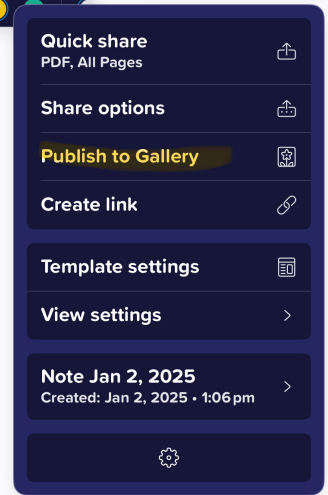 Quick share
PDF, All Pages
Share options
Publish to Gallery
Create link
Template settings
View settings
Note Jan 2, 2025
Created: Jan 2, 2025 • 1:06 pm